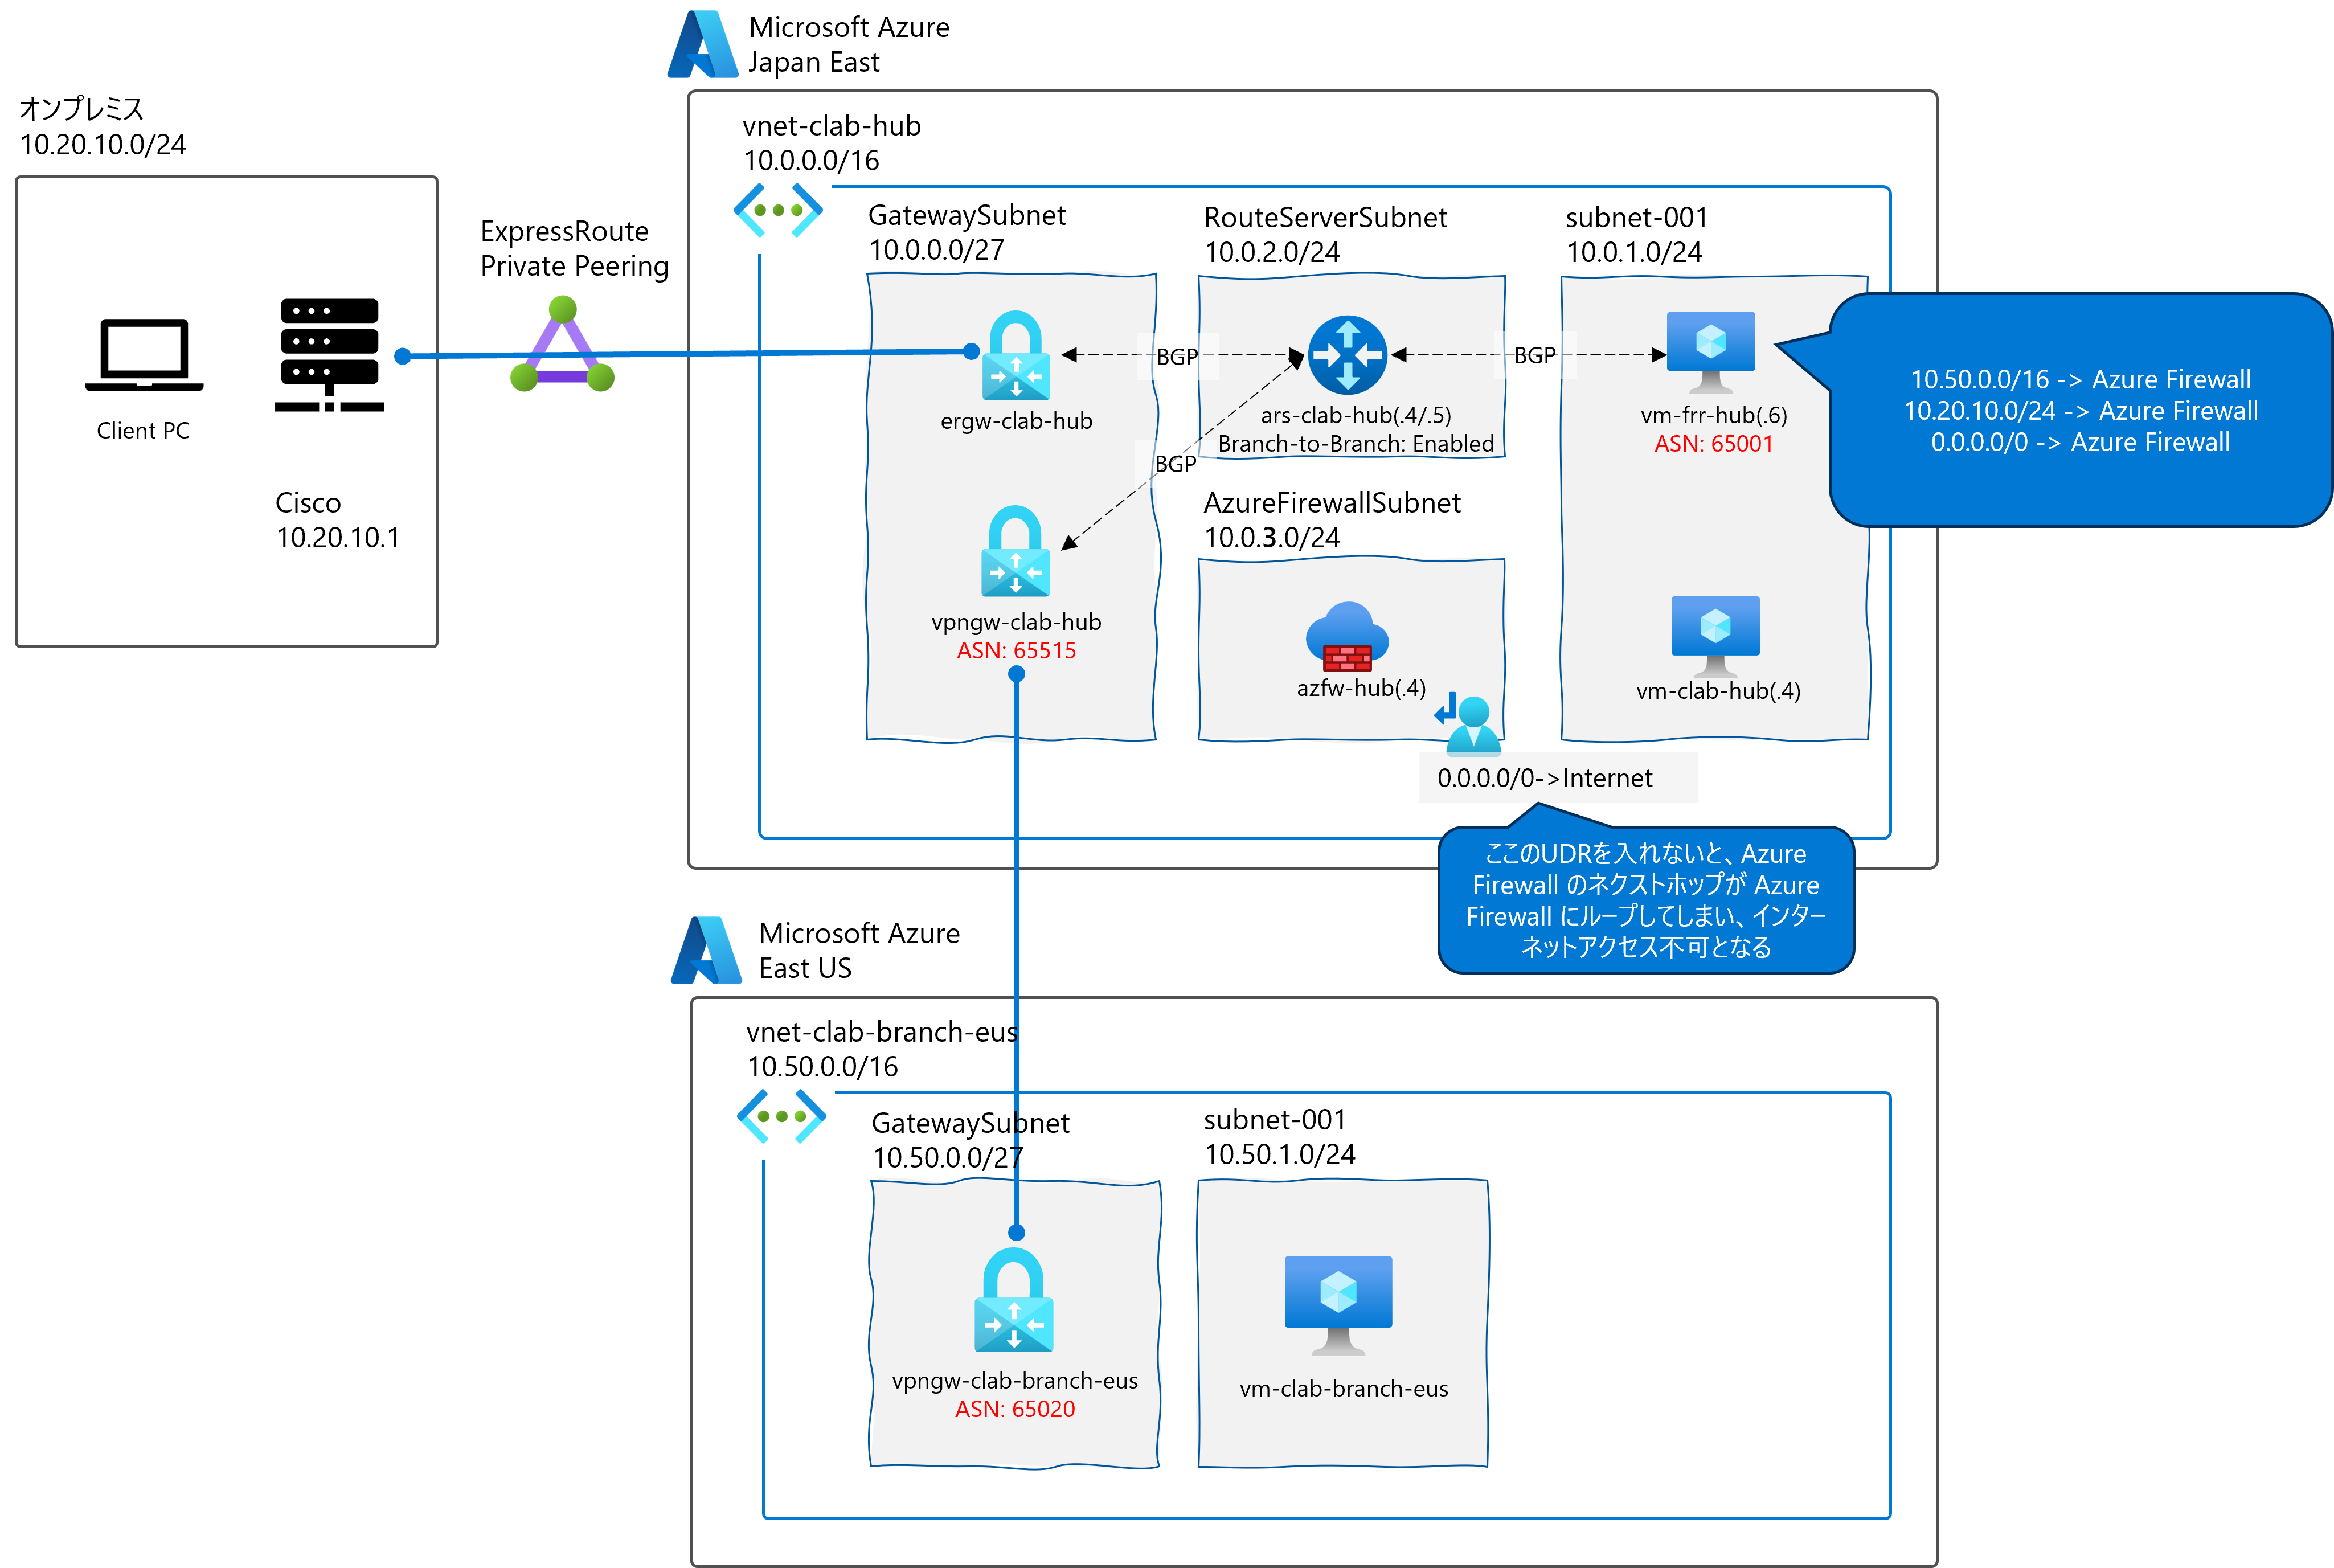 Microsoft Azure
Japan East
オンプレミス
10.20.10.0/24
Client PC
Cisco
10.20.10.1
ExpressRoute
Private Peering
vnet-clab-hub
10.0.0.0/16
GatewaySubnet
10.0.0.0/27
ergw-clab-hub
vpngw-clab-hub
ASN: 65515
BGP
BGP
BGP
RouteServerSubnet
10.0.2.0/24
ars-clab-hub(.4/.5)
Branch-to-Branch: Enabled
AzureFirewallSubnet
10.0.3.0/24
azfw-hub(.4)
0.0.0.0/0->Internet
subnet-001
10.0.1.0/24
vm-frr-hub(.6)
ASN: 65001
vm-clab-hub(.4)
10.50.0.0/16 -> Azure Firewall
10.20.10.0/24 -> Azure Firewall
0.0.0.0/0 -> Azure Firewall
ここのUDRを入れないと、Azure
Firewall のネクストホップが Azure
Firewall にループしてしまい、インター
ネットアクセス不可となる
Microsoft Azure
East US
vnet-clab-branch-eus
10.50.0.0/16
GatewaySubnet
10.50.0.0/27
vpngw-clab-branch-eus
ASN: 65020
subnet-001
10.50.1.0/24
vm-clab-branch-eus